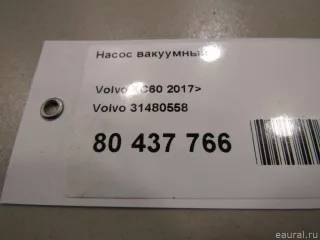 Насос вакуумный
Volvo XC60 2017>
Volvo 31480558
80 437 766
eaural.ru